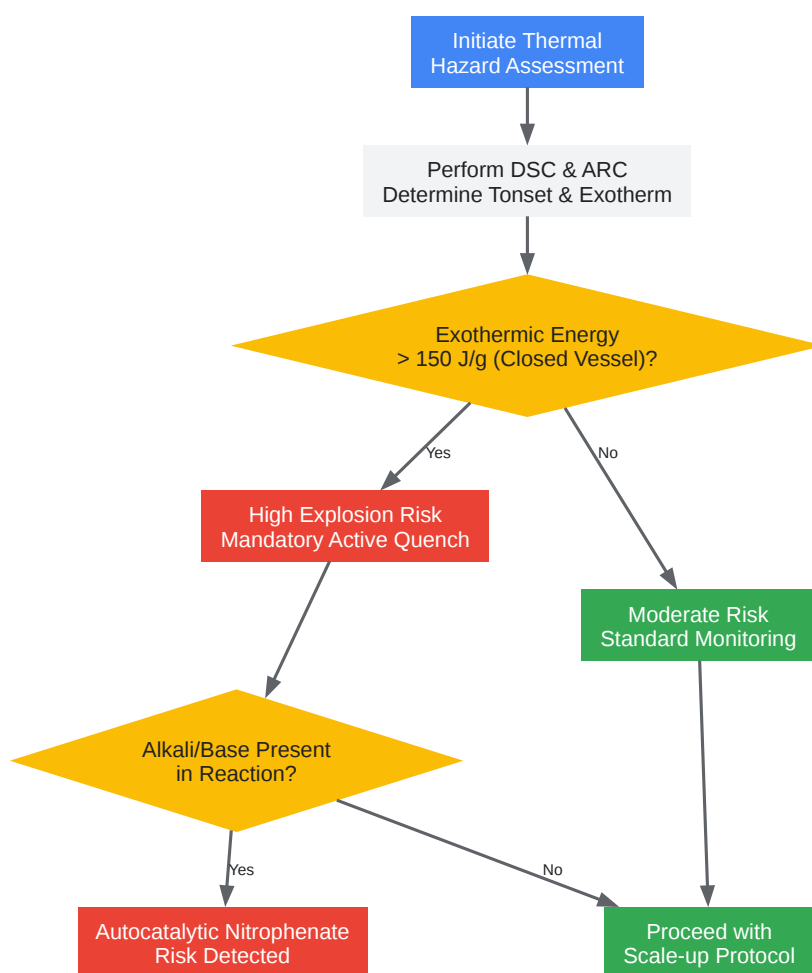 Initiate Thermal
Hazard Assessment
Perform DSC & ARC
Determine Tonset & Exotherm
Exothermic Energy
> 150 J/g (Closed Vessel)?
Yes
No
High Explosion Risk
Mandatory Active Quench
Moderate Risk
Standard Monitoring
Alkali/Base Present
in Reaction?
Yes
No
Autocatalytic Nitrophenate
Risk Detected
Proceed with
Scale-up Protocol